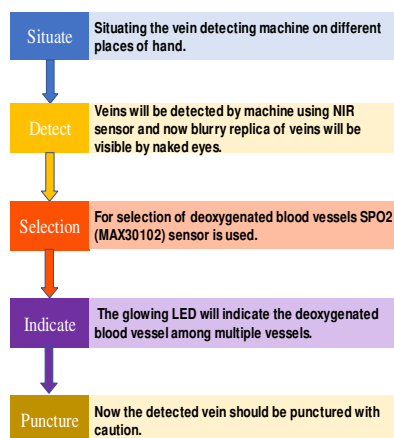 Situate
Situating the vein detecting machine on different
places of hand.
Detect
Veins will be detected by machine using NIR
sensor and now blurry replica of veins will be
visible by naked eyes.
Selection
For selection of deoxygenated blood vessels SPO2
(MAX30102) sensor is used.
Indicate
The glowing LED will indicate the deoxygenated
blood vessel among multiple vessels.
Puncture
Now the detected vein should be punctured with
caution.